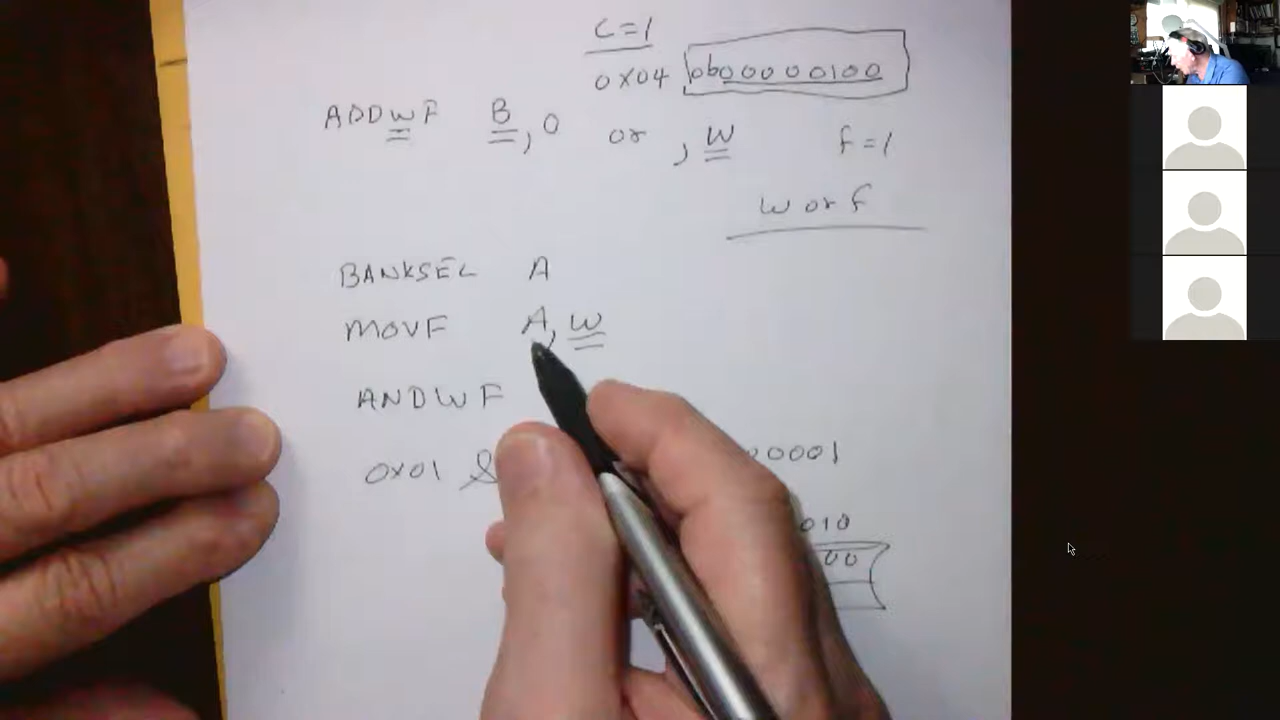 C=1
0x04 0b00000100
ADDWF B,0 or ,W f=1
W or F
BANKSEL A
MOVF A,W
ANDWF
0x01 & 00001
010
00